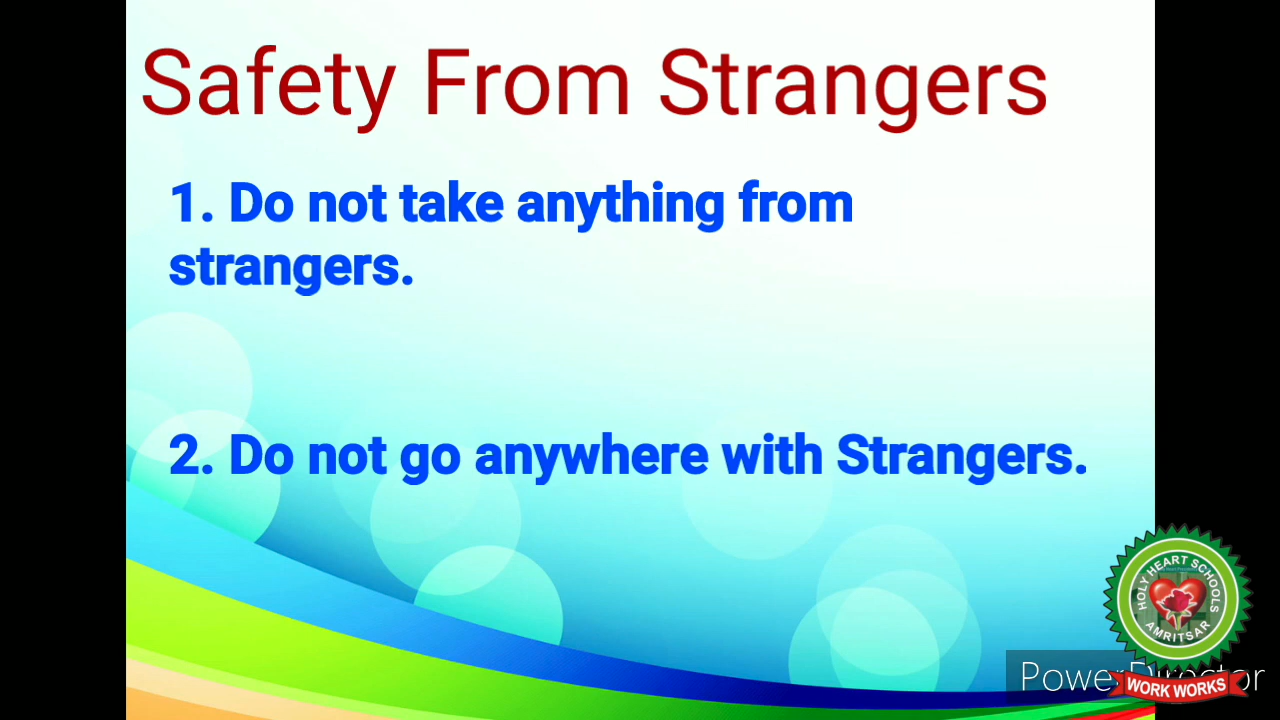 Safety From Strangers
1. Do not take anything from
strangers.
2. Do not go anywhere with Strangers.
HOLY HEART SCHOOLS
AMRITSAR
PowerDirector
WORK WORKS